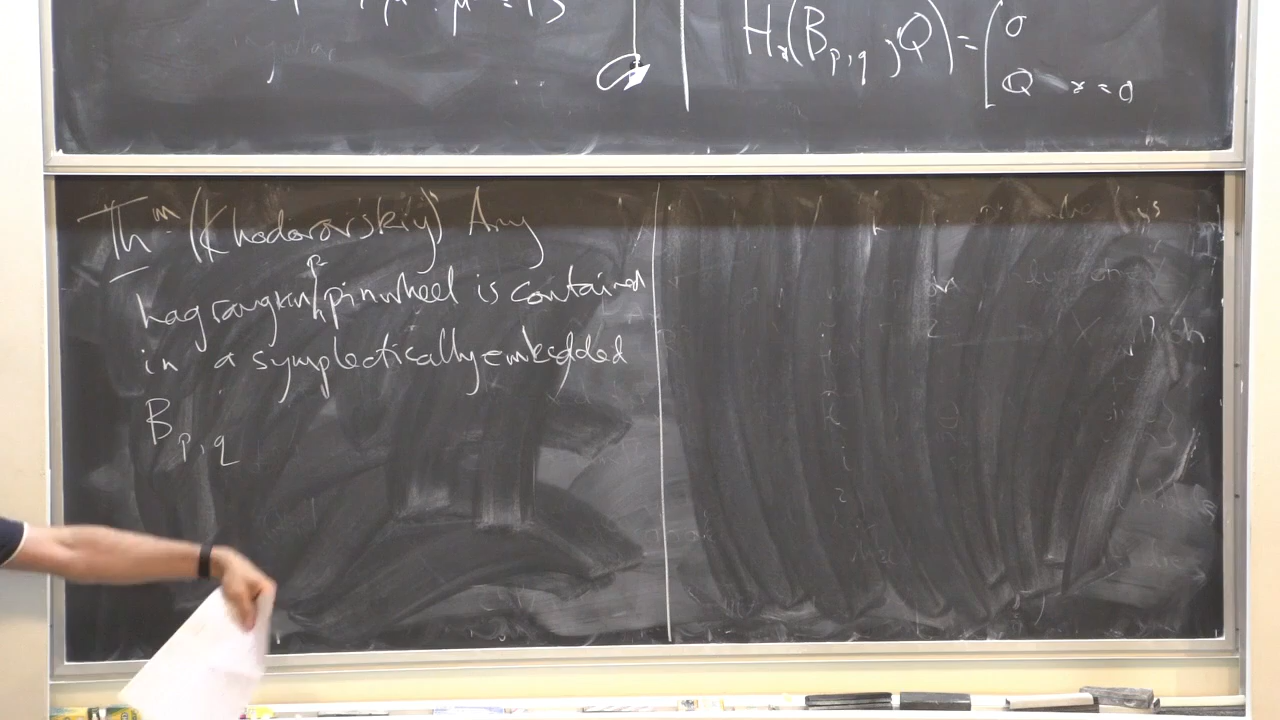 H_*(B_{p,q}; Q) = { 0
Q * = 0
Thm. (Khodorovskiy) Any
Lagrangian p pinwheel is contained
in a symplectically embedded
B_{p,q}